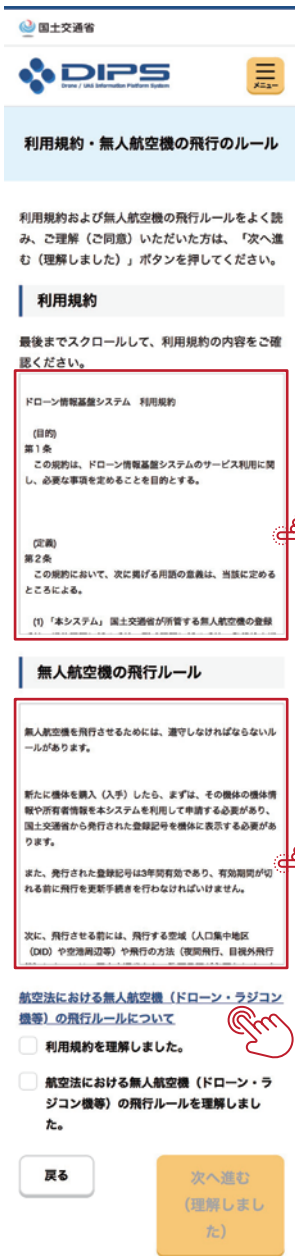 国土交通省
DIPS
Drone / UAS Information Platform System
メニュー
利用規約・無人航空機の飛行のルール
利用規約および無人航空機の飛行ルールをよく読
み、ご理解（ご同意）いただいた方は、「次へ進
む（理解しました）」ボタンを押してください。
利用規約
最後までスクロールして、利用規約の内容をご確
認ください。
ドローン情報基盤システム　利用規約
(目的)
第１条
この規約は、ドローン情報基盤システムのサービス利用に関
し、必要な事項を定めることを目的とする。
(定義)
第２条
この規約において、次に掲げる用語の意義は、当該に定める
ところによる。
(1) 「本システム」 国土交通省が所管する無人航空機の登録
無人航空機の飛行ルール
無人航空機を飛行させるためには、遵守しなければならないル
ールがあります。
新たに機体を購入（入手）したら、まずは、その機体の機体情
報や所有者情報を本システムを利用して申請する必要があり、
国土交通省から発行された登録記号を機体に表示する必要があ
ります。
また、発行された登録記号は3年間有効であり、有効期間が切
れる前に飛行を更新手続きを行わなければいけません。
次に、飛行させる前には、飛行する空域（人口集中地区
（DID）や空港周辺等）や飛行の方法（夜間飛行、目視外飛行
航空法における無人航空機（ドローン・ラジコン
機等）の飛行ルールについて
利用規約を理解しました。
航空法における無人航空機（ドローン・ラ
ジコン機等）の飛行ルールを理解しまし
た。
戻る
次へ進む
（理解しまし
た）